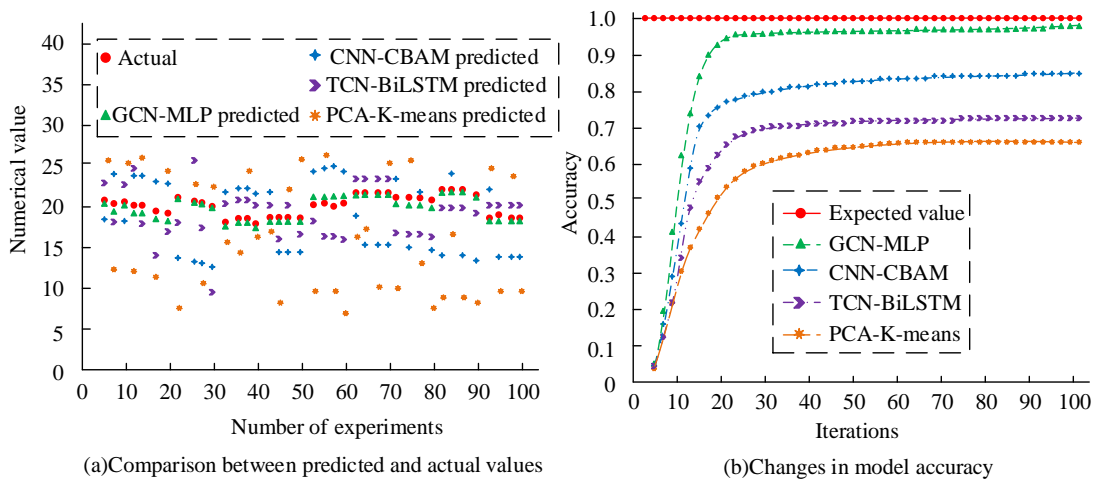 40
35
30
25
20
15
10
5
0
Numerical value
Actual
CNN-CBAM predicted
TCN-BiLSTM predicted
GCN-MLP predicted
PCA-K-means predicted
0 10 20 30 40 50 60 70 80 90 100
Number of experiments
(a)Comparison between predicted and actual values
1.0
0.9
0.8
0.7
0.6
0.5
0.4
0.3
0.2
0.1
0
Accuracy
Expected value
GCN-MLP
CNN-CBAM
TCN-BiLSTM
PCA-K-means
0 10 20 30 40 50 60 70 80 90 100
Iterations
(b)Changes in model accuracy